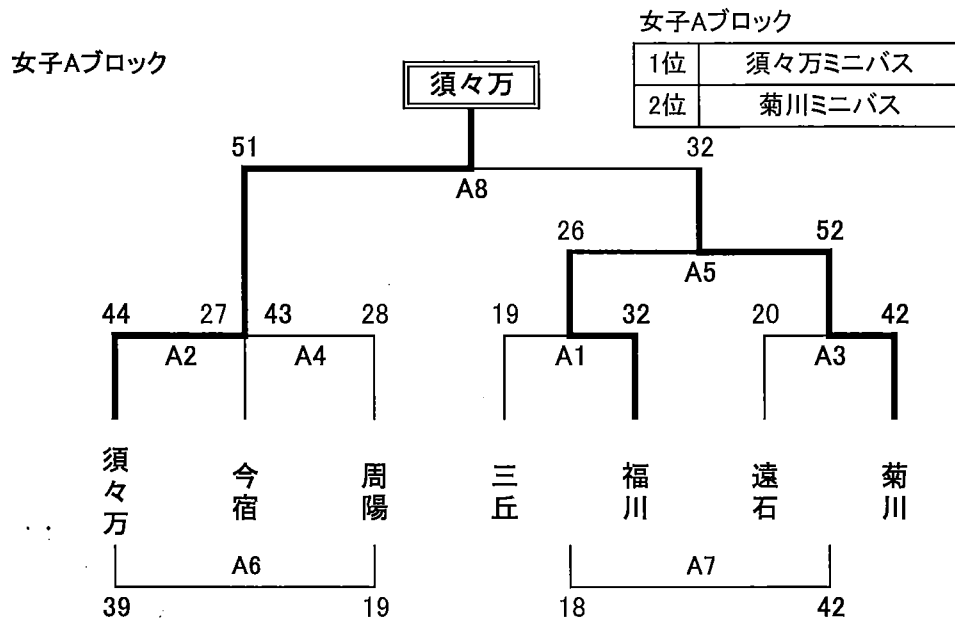 女子Aブロック
女子Aブロック
1位 須々万ミニバス
2位 菊川ミニバス
須々万
51 32
A8
26 52
A5
44 27 43 28 19 32 20 42
A2 A4 A1 A3
須々万 今宿 周陽 三丘 福川 遠石 菊川
A6 A7
39 19 18 42